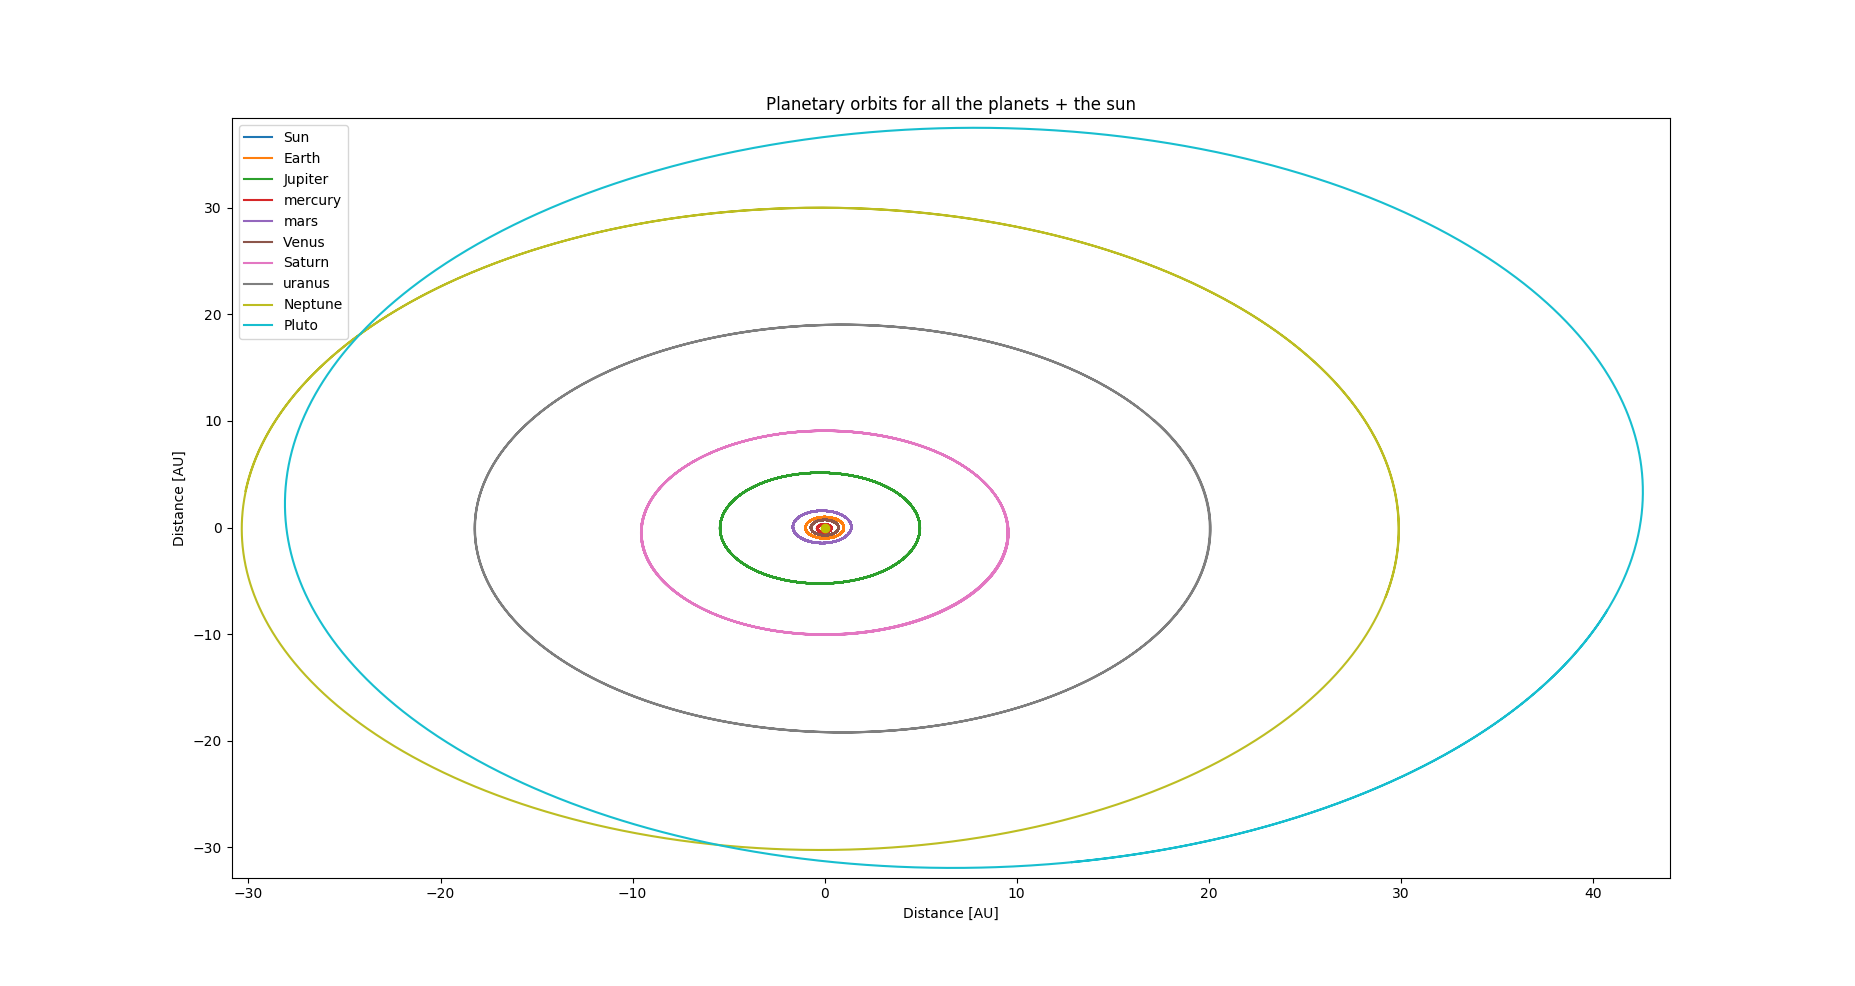 Planetary orbits for all the planets + the sun
Sun
Earth
Jupiter
mercury
mars
Venus
Saturn
uranus
Neptune
Pluto
30
20
10
0
−10
−20
−30
Distance [AU]
−30 −20 −10 0 10 20 30 40
Distance [AU]